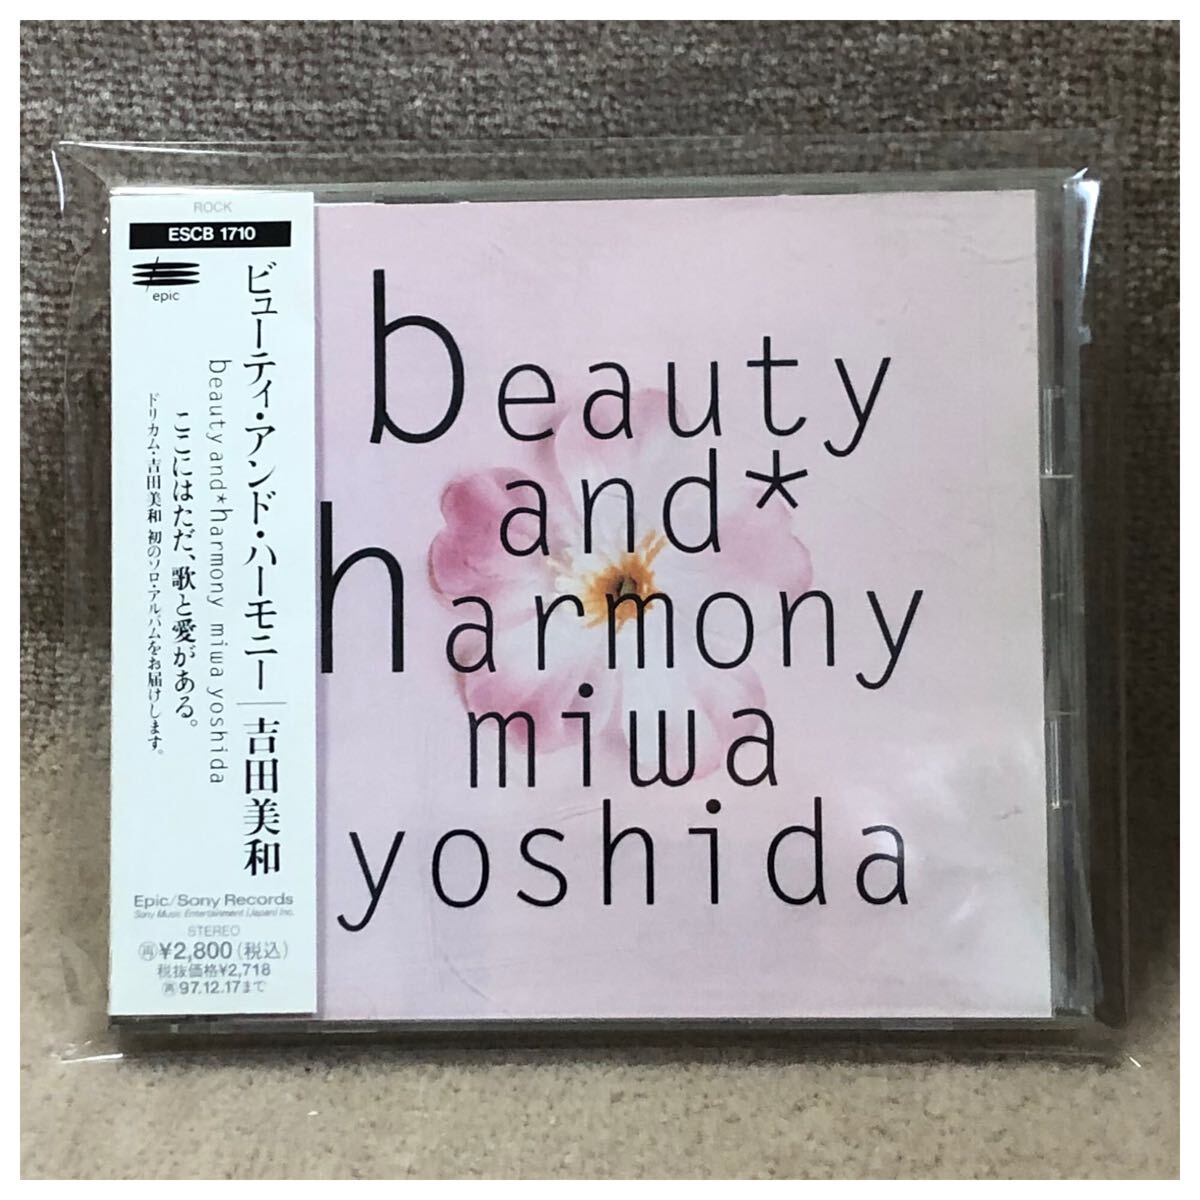 ROCK
ESCB 1710
epic
ビューティ・アンド・ハーモニー｜吉田美和
beauty and*harmony miwa yoshida
ここにはただ、歌と愛がある。
ドリカム・吉田美和 初のソロ・アルバムをお届けします。
Epic/Sony Records
Sony Music Entertainment (Japan) Inc.
STEREO
再¥2,800(税込)
税抜価格¥2,718
再97.12.17まで
beauty
and*
harmony
miwa
yoshida